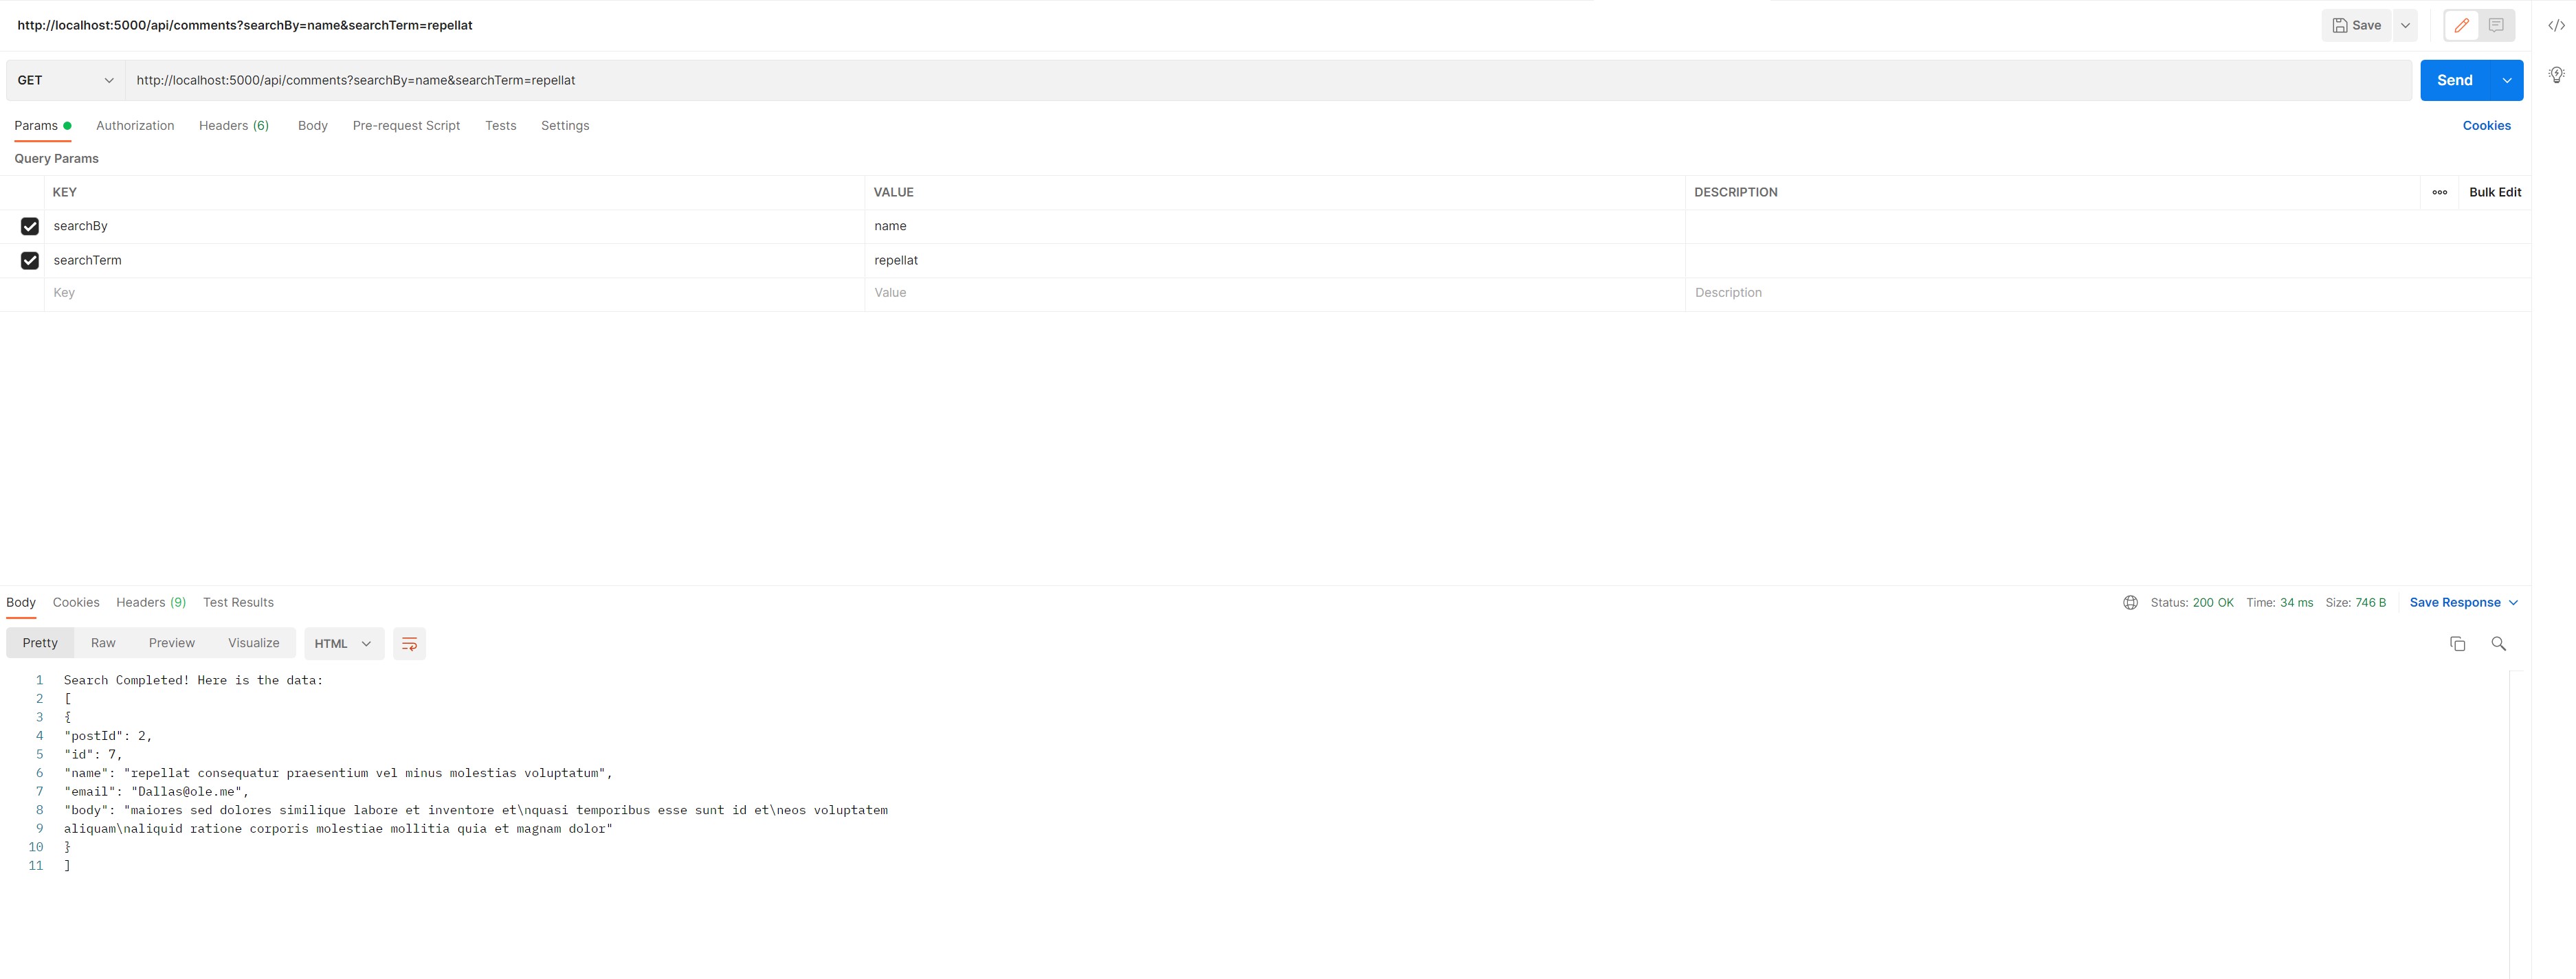 http://localhost:5000/api/comments?searchBy=name&searchTerm=repellat
Save
GET http://localhost:5000/api/comments?searchBy=name&searchTerm=repellat Send
Params Authorization Headers (6) Body Pre-request Script Tests Settings Cookies
Query Params
KEY VALUE DESCRIPTION ooo Bulk Edit
searchBy name
searchTerm repellat
Key Value Description
Body Cookies Headers (9) Test Results Status: 200 OK Time: 34 ms Size: 746 B Save Response
Pretty Raw Preview Visualize HTML
1 Search Completed! Here is the data:
2 [
3 {
4 "postId": 2,
5 "id": 7,
6 "name": "repellat consequatur praesentium vel minus molestias voluptatum",
7 "email": "Dallas@ole.me",
8 "body": "maiores sed dolores similique labore et inventore et\nquasi temporibus esse sunt id et\neos voluptatem
9 aliquam\naliquid ratione corporis molestiae mollitia quia et magnam dolor"
10 }
11 ]